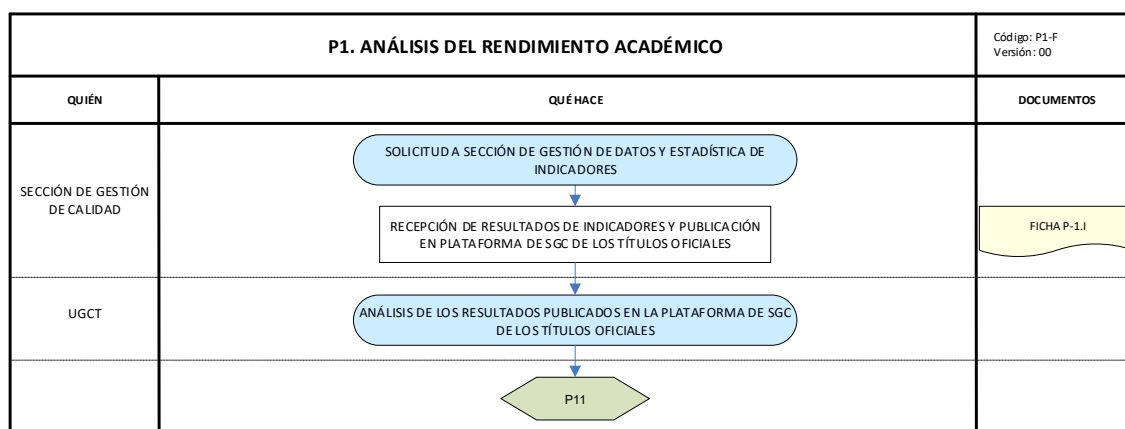 P1. ANÁLISIS DEL RENDIMIENTO ACADÉMICO
Código: P1-F
Versión: 00
QUIÉN
QUÉ HACE
DOCUMENTOS
SECCIÓN DE GESTIÓN
DE CALIDAD
SOLICITUD A SECCIÓN DE GESTIÓN DE DATOS Y ESTADÍSTICA DE
INDICADORES
RECEPCIÓN DE RESULTADOS DE INDICADORES Y PUBLICACIÓN
EN PLATAFORMA DE SGC DE LOS TÍTULOS OFICIALES
FICHA P-1.I
UGCT
ANÁLISIS DE LOS RESULTADOS PUBLICADOS EN LA PLATAFORMA DE SGC
DE LOS TÍTULOS OFICIALES
P11